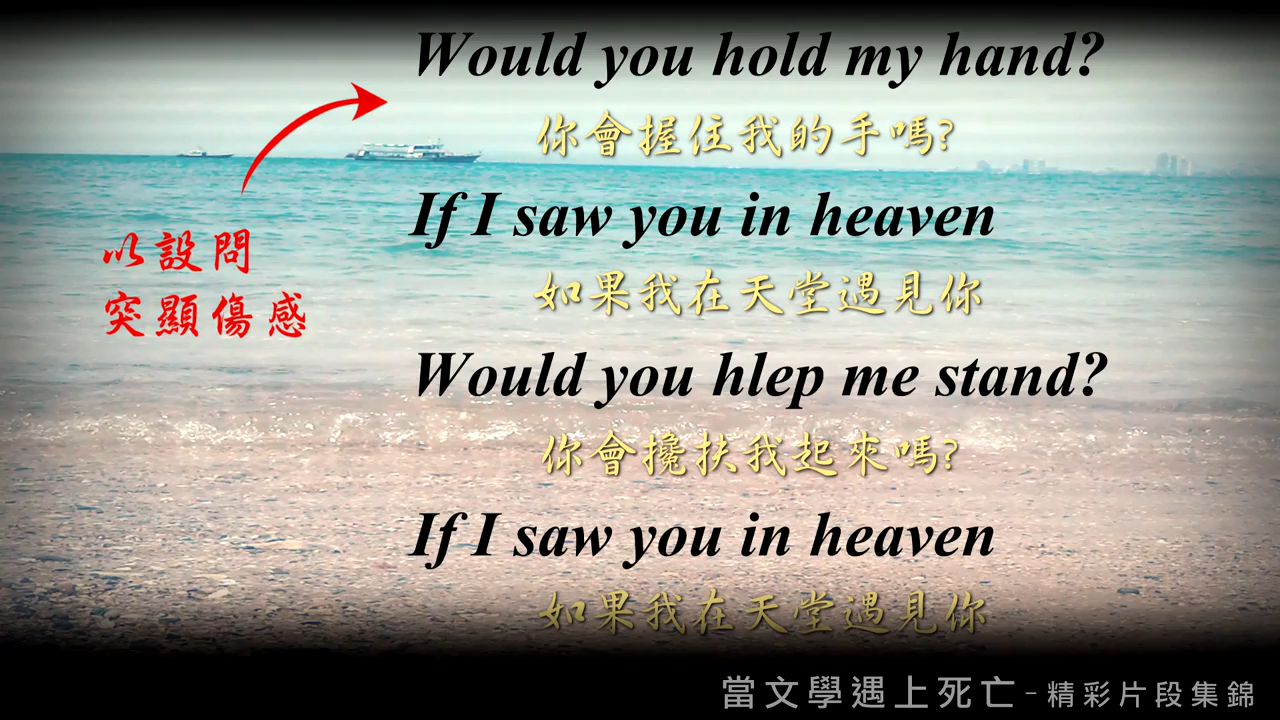 Would you hold my hand?
你會握住我的手嗎?
If I saw you in heaven
如果我在天堂遇見你
以設問
突顯傷感
Would you hlep me stand?
你會攙扶我起來嗎?
If I saw you in heaven
如果我在天堂遇見你
當文學遇上死亡-精彩片段集錦